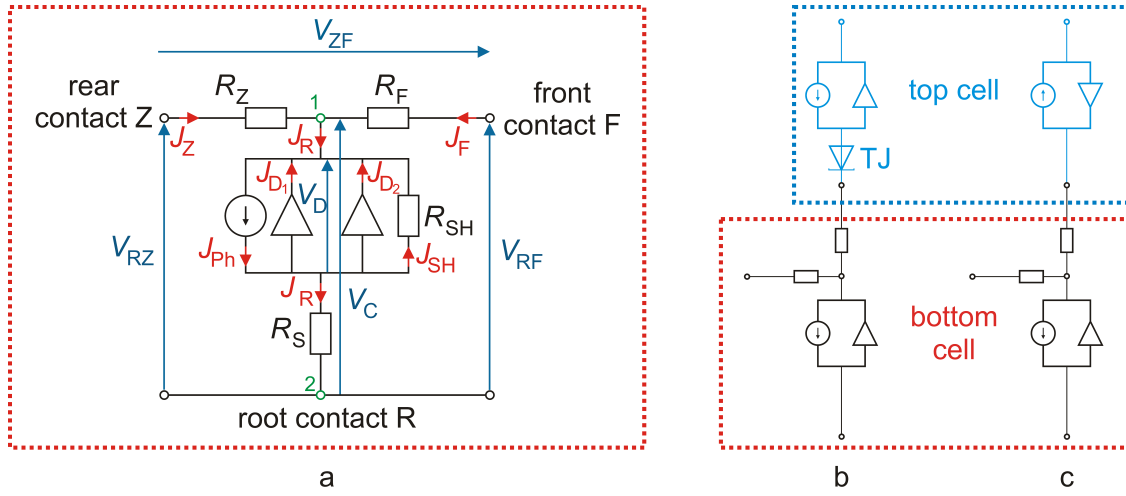 V_ZF
rear
contact Z
R_Z
1
R_F
front
contact F
J_Z
J_R
J_F
J_D1
V_D
J_D2
R_SH
V_RZ
J_Ph
J_SH
V_RF
J_R
V_C
R_S
2
root contact R
a
top cell
TJ
bottom
cell
b
c